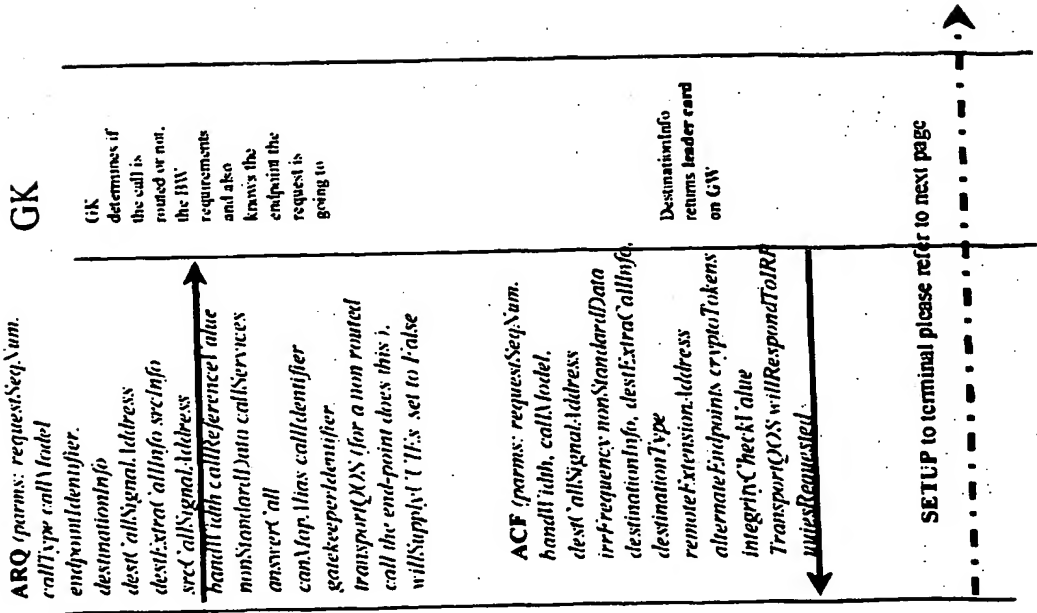 GK
ARQ (parms: requestSeqNum.
callType callModel
endpointIdentifier.
destinationInfo
destCallSignalAddress
destExtraCallInfo srcInfo
srcCallSignalAddress
bandWidth callReferenceValue
nonStandardData callServices
answerCall
canMapAlias callIdentifier
gatekeeperIdentifier
transportQOS (for a non routed
call the end-point does this ),
willSupplyUUIEs set to False
GK
determines if
the call is
routed or not,
the BW
requirements
and also
knows the
endpoint the
request is
going to
ACF (parms: requestSeqNum.
bandWidth, callModel,
destCallSignalAddress
irrFrequency nonStandardData
destinationInfo, destExtraCallInfo,
destinationType
remoteExtensionAddress
alternateEndpoints cryptoTokens
integrityCheckValue
TransportQOS willRespondToIRR
uuiesRequested
DestinationInfo
returns leader card
on GW
SETUP to terminal please refer to next page